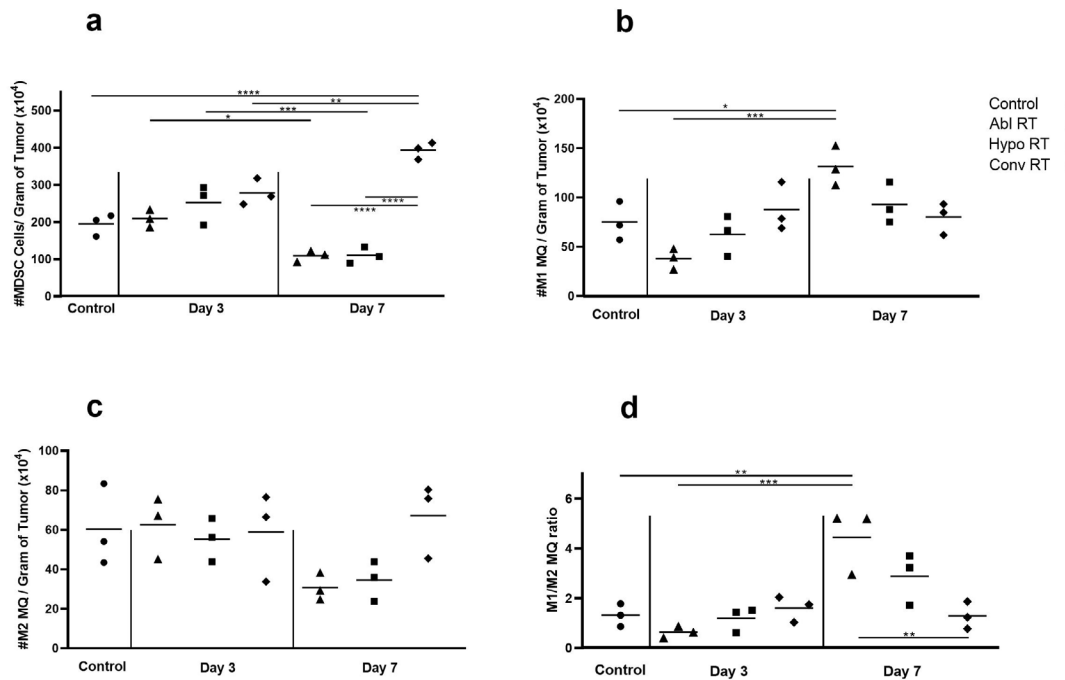 a
#MDSC Cells/ Gram of Tumor (x10⁴)
500
400
300
200
100
0
****
**
***
*
****
****
Control
Day 3
Day 7
b
#M1 MQ / Gram of Tumor (x10⁴)
200
150
100
50
0
*
***
Control
Day 3
Day 7
Control
Abl RT
Hypo RT
Conv RT
c
#M2 MQ / Gram of Tumor (x10⁴)
100
80
60
40
20
0
Control
Day 3
Day 7
d
M1/M2 MQ ratio
6
4
2
0
**
***
**
Control
Day 3
Day 7